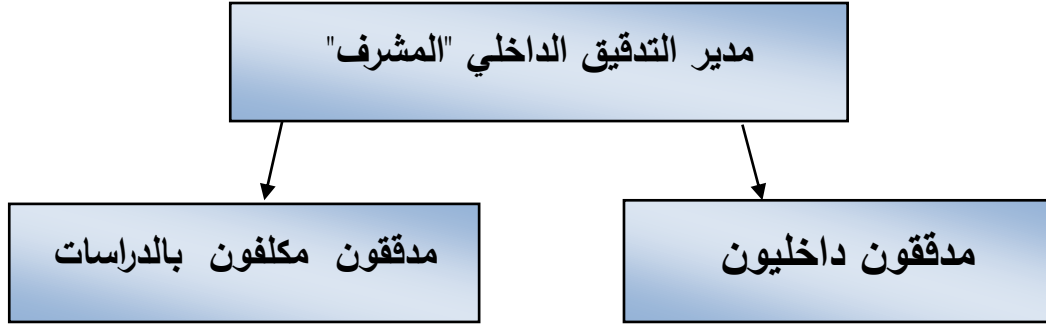 مدير التدقيق الداخلي "المشرف"
مدققون داخليون
مدققون مكلفون بالدراسات